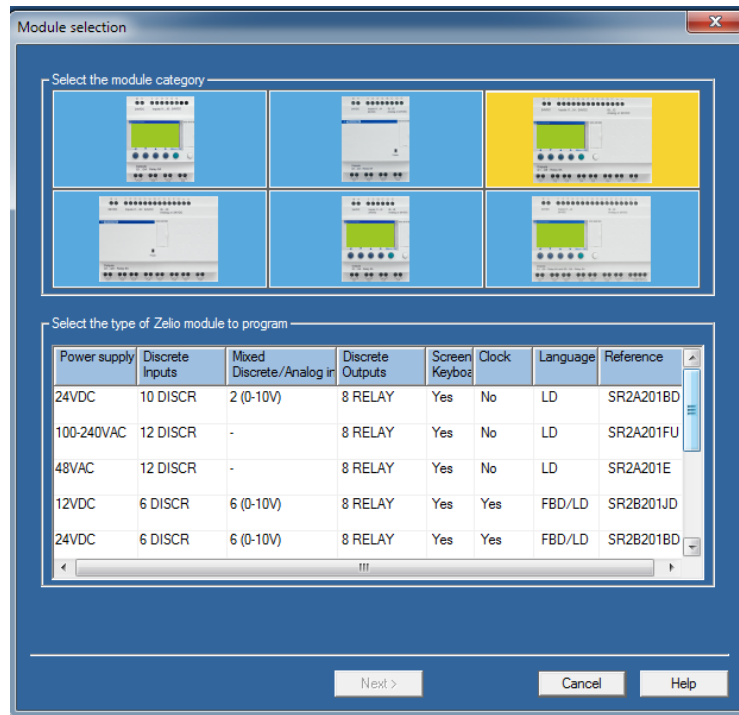 Module selection
x
Select the module category
Select the type of Zelio module to program
Power supply Discrete Inputs Mixed Discrete/Analog in Discrete Outputs Screen Keyboa Clock Language Reference
24VDC 10 DISCR 2 (0-10V) 8 RELAY Yes No LD SR2A201BD
100-240VAC 12 DISCR - 8 RELAY Yes No LD SR2A201FU
48VAC 12 DISCR - 8 RELAY Yes No LD SR2A201E
12VDC 6 DISCR 6 (0-10V) 8 RELAY Yes Yes FBD/LD SR2B201JD
24VDC 6 DISCR 6 (0-10V) 8 RELAY Yes Yes FBD/LD SR2B201BD
Next > Cancel Help